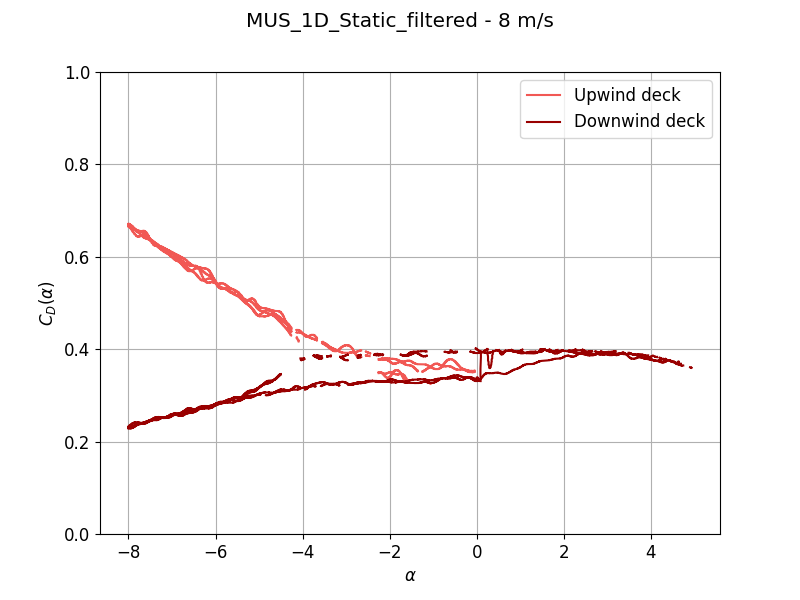 MUS_1D_Static_filtered - 8 m/s
Upwind deck
Downwind deck
C_D(α)
1.0
0.8
0.6
0.4
0.2
0.0
−8 −6 −4 −2 0 2 4
α